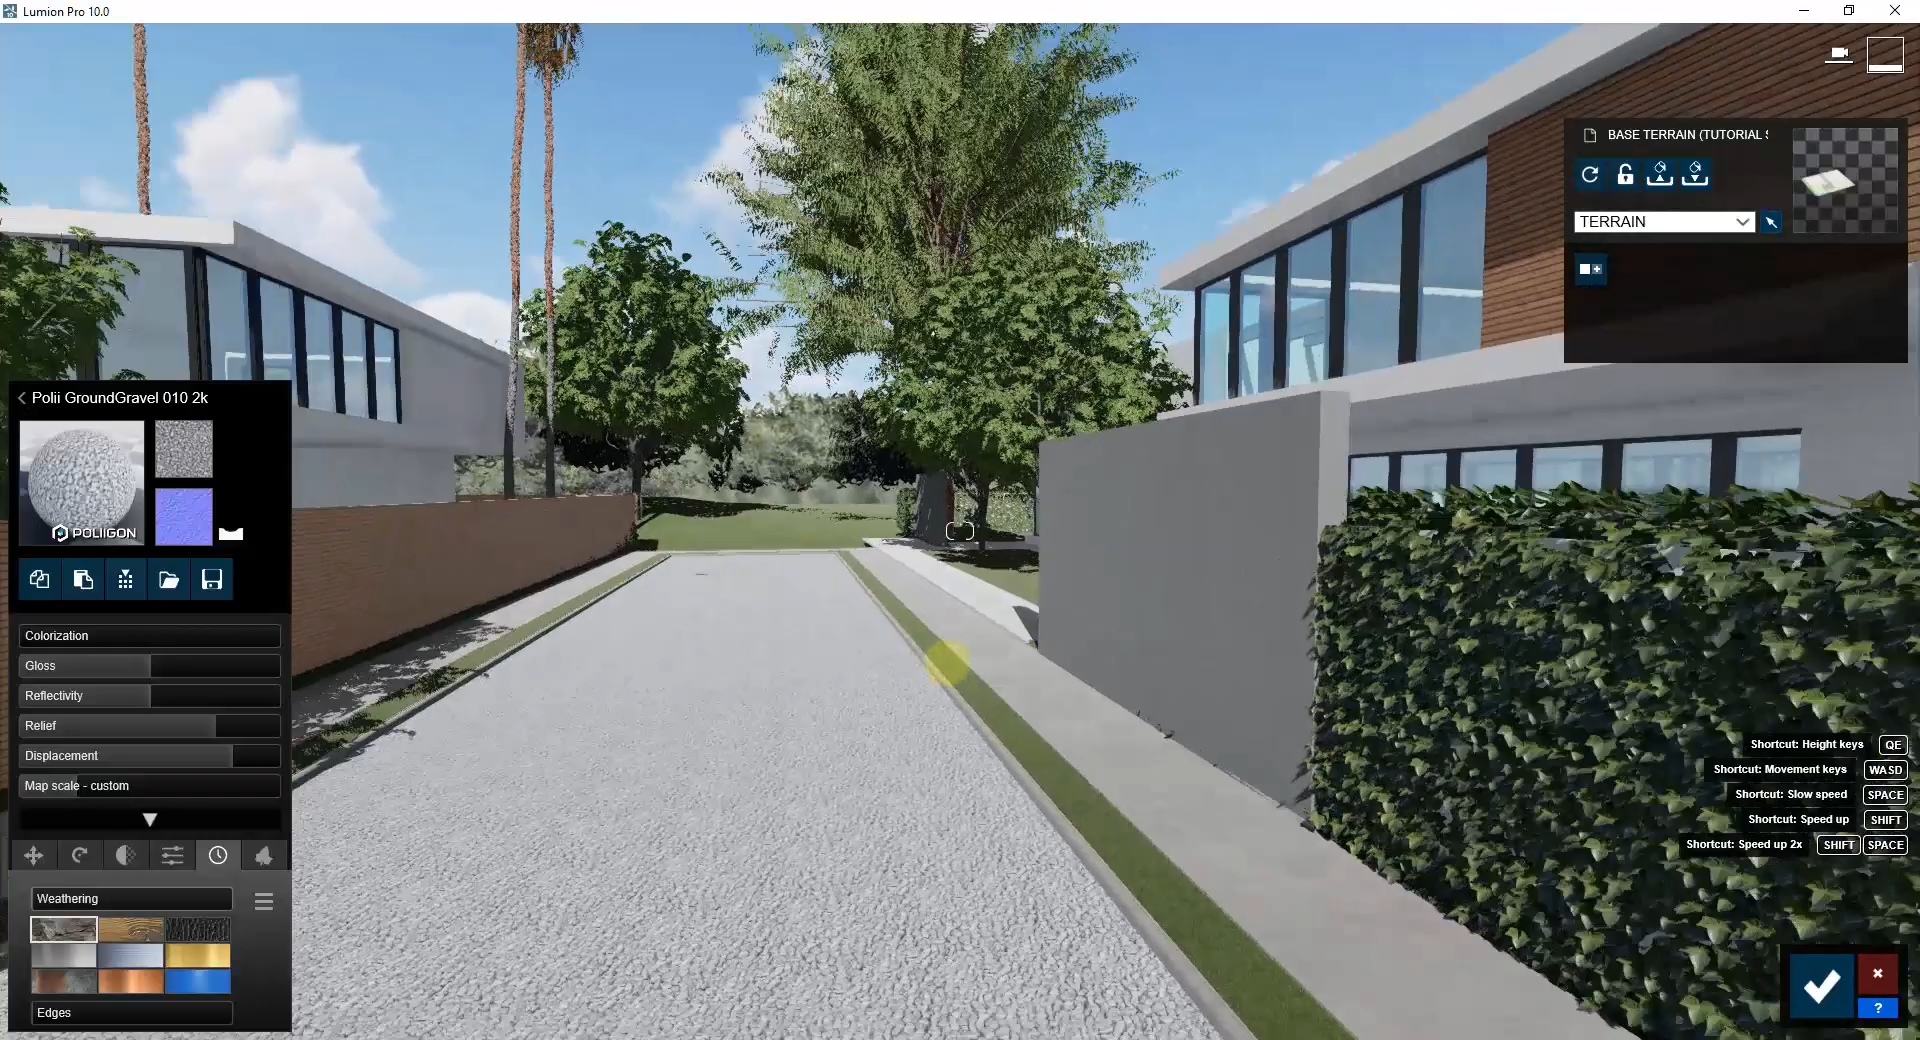 Lumion Pro 10.0
BASE TERRAIN (TUTORIAL
TERRAIN
Polii GroundGravel 010 2k
POLIIGON
Colorization
Gloss
Reflectivity
Relief
Displacement
Map scale - custom
Weathering
Edges
Shortcut: Height keys QE
Shortcut: Movement keys WASD
Shortcut: Slow speed SPACE
Shortcut: Speed up SHIFT
Shortcut: Speed up 2x SHIFT SPACE
?